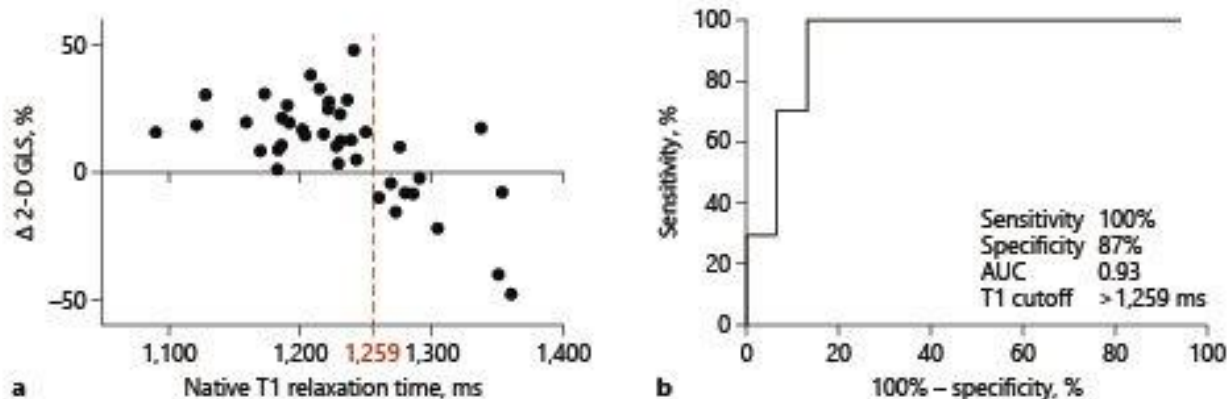 50
0
–50
Δ 2-D GLS, %
1,100
1,200
1,259
1,300
1,400
Native T1 relaxation time, ms
a
100
80
60
40
20
0
Sensitivity, %
Sensitivity 100%
Specificity 87%
AUC 0.93
T1 cutoff >1,259 ms
0
20
40
60
80
100
100% – specificity, %
b